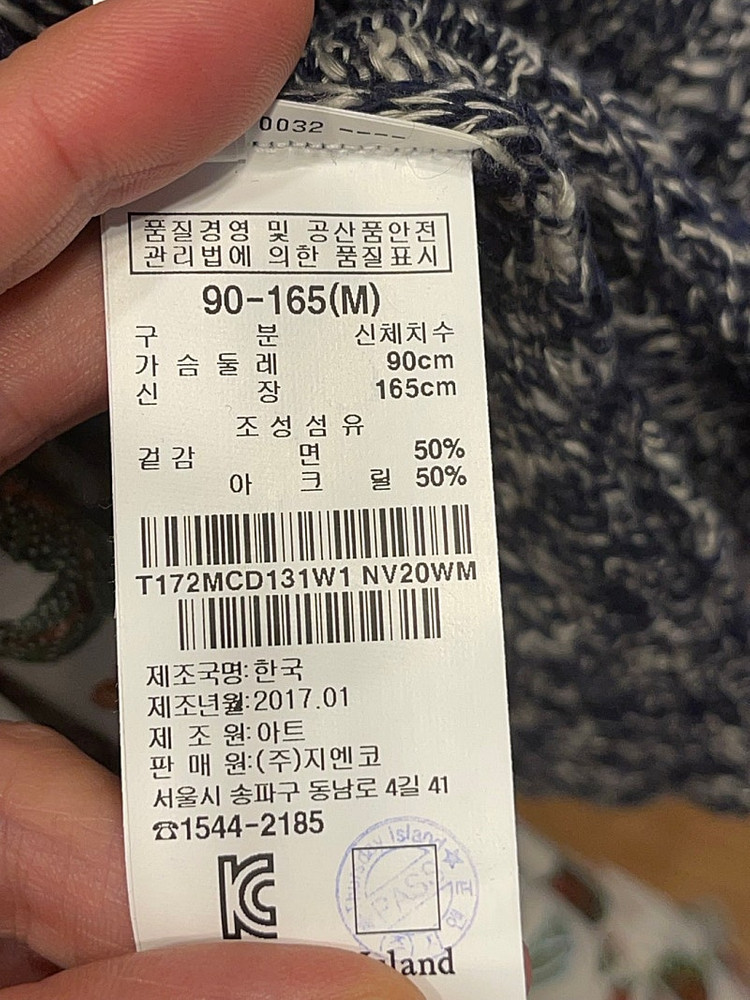 0032 ----
품질경영 및 공산품안전
관리법에 의한 품질표시
90-165(M)
구 분 신체치수
가슴둘레 90cm
신 장 165cm
조성섬유
겉감 면 50%
아크릴 50%
T172MCD131W1 NV20WM
제조국명:한국
제조년월:2017.01
제 조 원:아트
판 매 원:(주)지엔코
서울시 송파구 동남로 4길 41
☎1544-2185
Thursday Island
PASS
Island